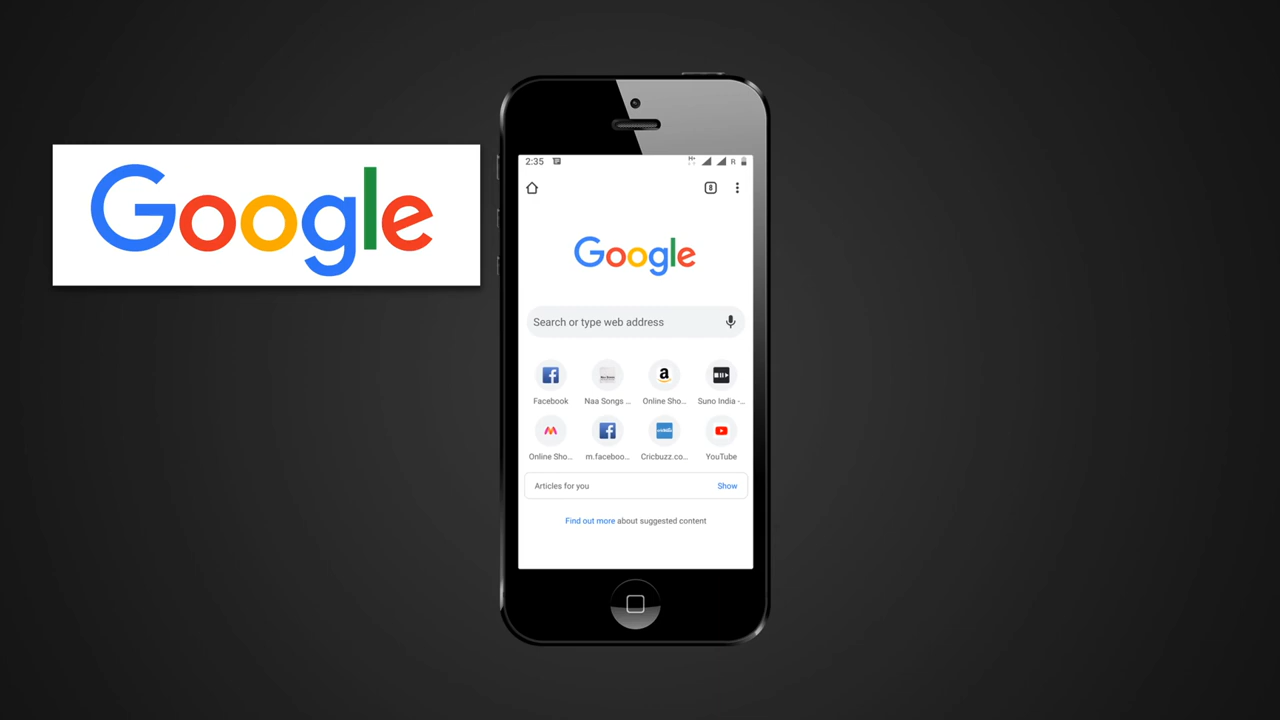 Google
2:35
H+
R
8
Google
Search or type web address
Facebook
Naa Songs ...
Online Sho...
Suno India -...
Online Sho...
m.faceboo...
Cricbuzz.co...
YouTube
Articles for you
Show
Find out more about suggested content